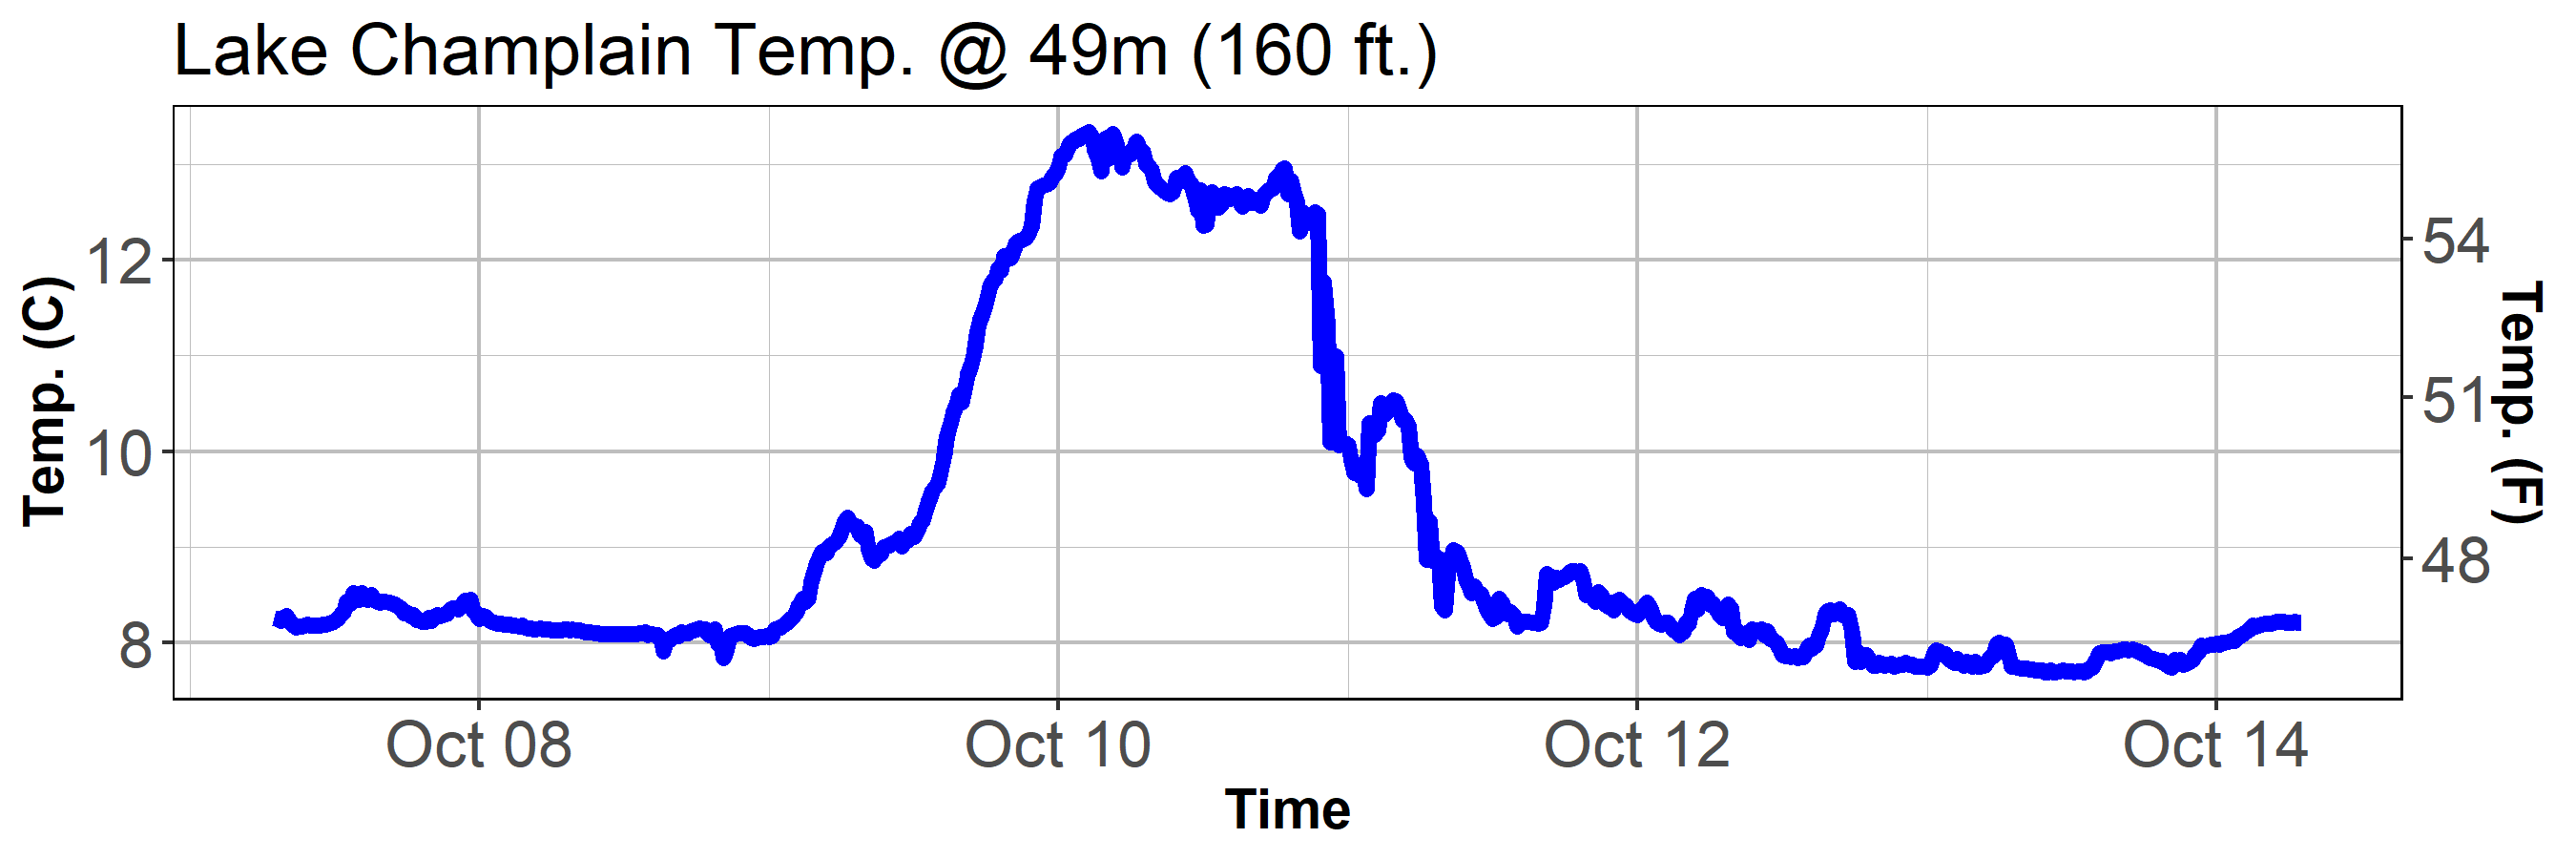 Lake Champlain Temp. @ 49m (160 ft.)
Temp. (C)
12
10
8
54
51
48
Temp. (F)
Oct 08 Oct 10 Oct 12 Oct 14
Time